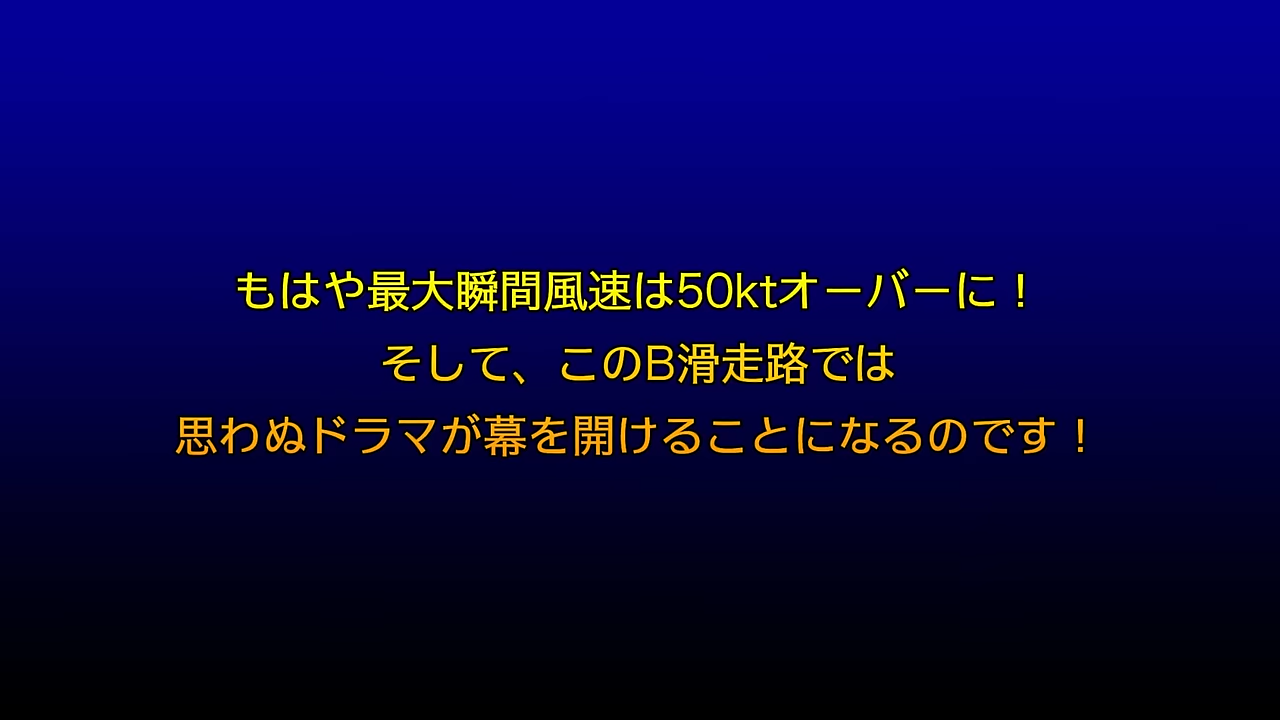 もはや最大瞬間風速は50ktオーバーに！
そして、このB滑走路では
思わぬドラマが幕を開けることになるのです！